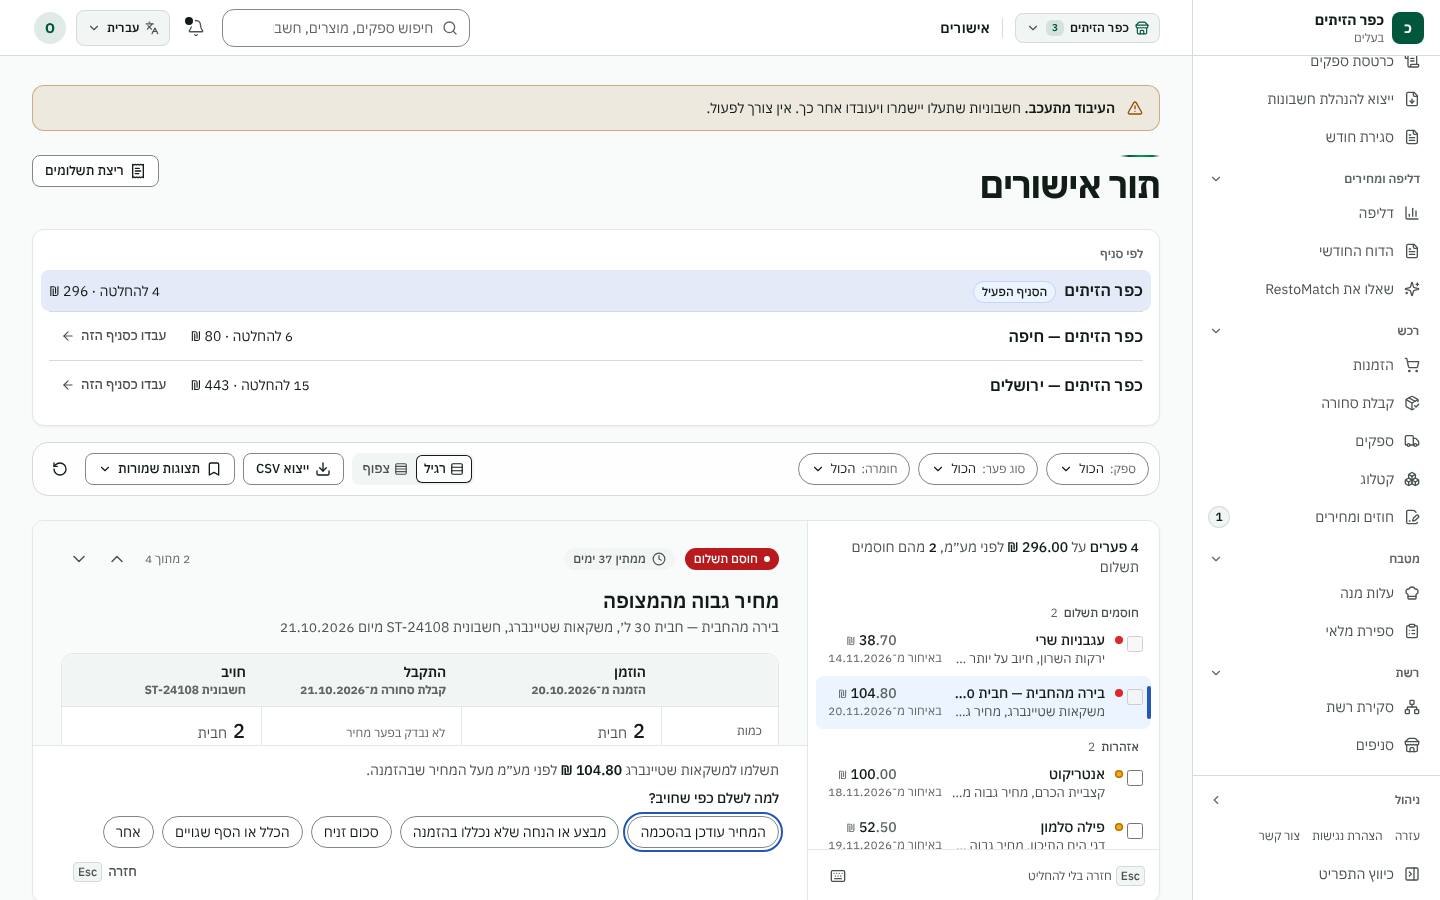 כ
כפר הזיתים
בעלים
כרטסת ספקים
ייצוא להנהלת חשבונות
סגירת חודש
דליפה ומחירים
דליפה
הדוח החודשי
שאלו את RestoMatch
רכש
הזמנות
קבלת סחורה
ספקים
קטלוג
חוזים ומחירים
1
מטבח
עלות מנה
ספירת מלאי
רשת
סקירת רשת
סניפים
ניהול
עזרה הצהרת נגישות צור קשר
כיווץ התפריט
כפר הזיתים 3
אישורים
חיפוש ספקים, מוצרים, חשב
עברית
O
העיבוד מתעכב. חשבוניות שתעלו יישמרו ויעובדו אחר כך. אין צורך לפעול.
תור אישורים
ריצת תשלומים
לפי סניף
כפר הזיתים הסניף הפעיל 4 להחלטה · 296 ₪
כפר הזיתים — חיפה 6 להחלטה · 80 ₪ עבדו כסניף הזה
כפר הזיתים — ירושלים 15 להחלטה · 443 ₪ עבדו כסניף הזה
ספק: הכול סוג פער: הכול חומרה: הכול
רגיל צפוף ייצוא CSV תצוגות שמורות
4 פערים על 296.00 ₪ לפני מע״מ, 2 מהם חוסמים
תשלום
חוסמים תשלום 2
עגבניות שרי 38.70 ₪
ירקות השרון, חיוב על יותר ... באיחור מ־14.11.2026
בירה מהחבית — חבית 0... 104.80 ₪
משקאות שטיינברג, מחיר ג... באיחור מ־20.11.2026
אזהרות 2
אנטריקוט 100.00 ₪
קצביית הכרם, מחיר גבוה מ... באיחור מ־18.11.2026
פילה סלמון 52.50 ₪
דגי הים התיכון, מחיר גבוה ... באיחור מ־19.11.2026
Esc חזרה בלי להחליט
חוסם תשלום ממתין 37 ימים 2 מתוך 4
מחיר גבוה מהמצופה
בירה מהחבית — חבית 30 ל׳, משקאות שטיינברג, חשבונית ST-24108 מיום 21.10.2026
הוזמן התקבל חויב
הזמנה מ־20.10.2026 קבלת סחורה מ־21.10.2026 חשבונית ST-24108
כמות 2 חבית לא נבדק בפער מחיר 2 חבית
תשלמו למשקאות שטיינברג 104.80 ₪ לפני מע״מ מעל המחיר שבהזמנה.
למה לשלם כפי שחויב?
המחיר עודכן בהסכמה מבצע או הנחה שלא נכללו בהזמנה סכום זניח הכלל או הסף שגויים אחר
חזרה Esc